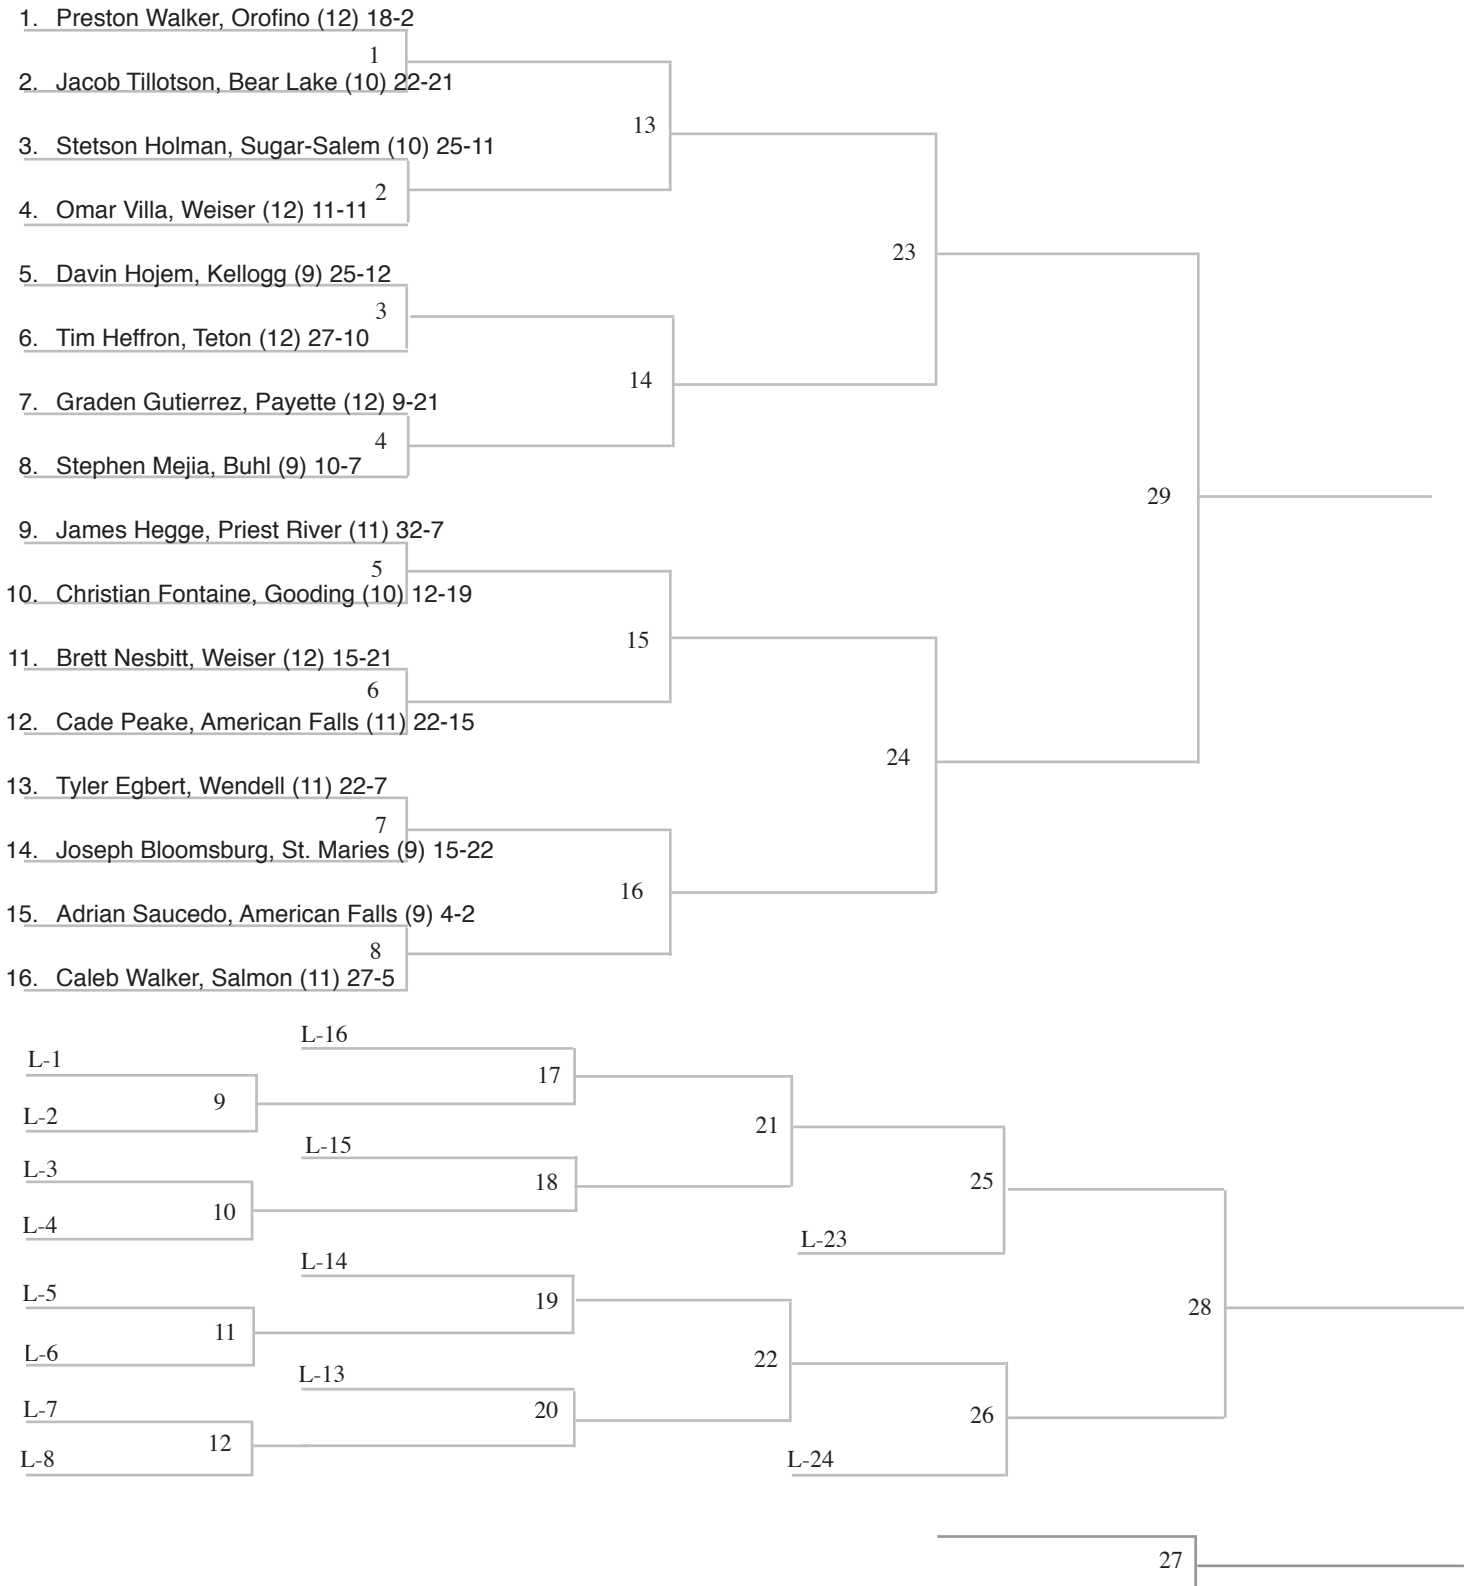 1. Preston Walker, Orofino (12) 18-2
1
2. Jacob Tillotson, Bear Lake (10) 22-21
13
3. Stetson Holman, Sugar-Salem (10) 25-11
2
4. Omar Villa, Weiser (12) 11-11
23
5. Davin Hojem, Kellogg (9) 25-12
3
6. Tim Heffron, Teton (12) 27-10
14
7. Graden Gutierrez, Payette (12) 9-21
4
8. Stephen Mejia, Buhl (9) 10-7
29
9. James Hegge, Priest River (11) 32-7
5
10. Christian Fontaine, Gooding (10) 12-19
15
11. Brett Nesbitt, Weiser (12) 15-21
6
12. Cade Peake, American Falls (11) 22-15
24
13. Tyler Egbert, Wendell (11) 22-7
7
14. Joseph Bloomsburg, St. Maries (9) 15-22
16
15. Adrian Saucedo, American Falls (9) 4-2
8
16. Caleb Walker, Salmon (11) 27-5
L-16
L-1
17
9
L-2
21
L-15
L-3
18
25
10
L-4
L-23
L-14
L-5
19
28
11
L-6
22
L-13
L-7
20
26
12
L-8
L-24
27